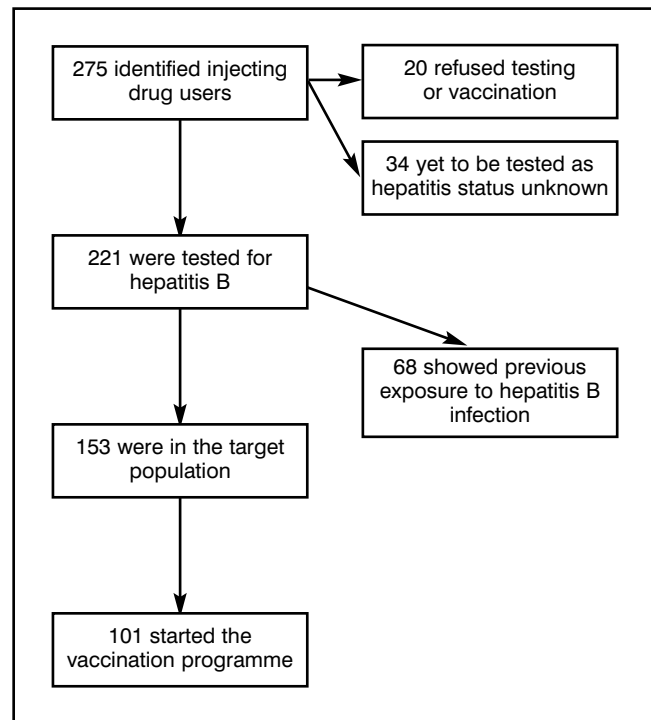 275 identified injecting
drug users
20 refused testing
or vaccination
34 yet to be tested as
hepatitis status unknown
221 were tested for
hepatitis B
68 showed previous
exposure to hepatitis B
infection
153 were in the target
population
101 started the
vaccination programme